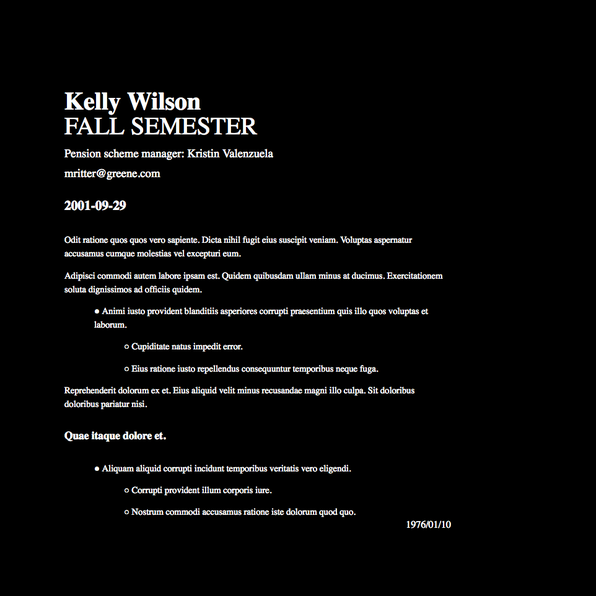 Kelly Wilson
FALL SEMESTER
Pension scheme manager: Kristin Valenzuela
mritter@greene.com
2001-09-29
Odit ratione quos quos vero sapiente. Dicta nihil fugit eius suscipit veniam. Voluptas aspernatur
accusamus cumque molestias vel excepturi eum.
Adipisci commodi autem labore ipsam est. Quidem quibusdam ullam minus at ducimus. Exercitationem
soluta dignissimos ad officiis quidem.
● Animi iusto provident blanditiis asperiores corrupti praesentium quis illo quos voluptas et
laborum.
○ Cupiditate natus impedit error.
○ Eius ratione iusto repellendus consequuntur temporibus neque fuga.
Reprehenderit dolorum ex et. Eius aliquid velit minus recusandae magni illo culpa. Sit doloribus
doloribus pariatur nisi.
Quae itaque dolore et.
● Aliquam aliquid corrupti incidunt temporibus veritatis vero eligendi.
○ Corrupti provident illum corporis iure.
○ Nostrum commodi accusamus ratione iste dolorum quod quo.
1976/01/10